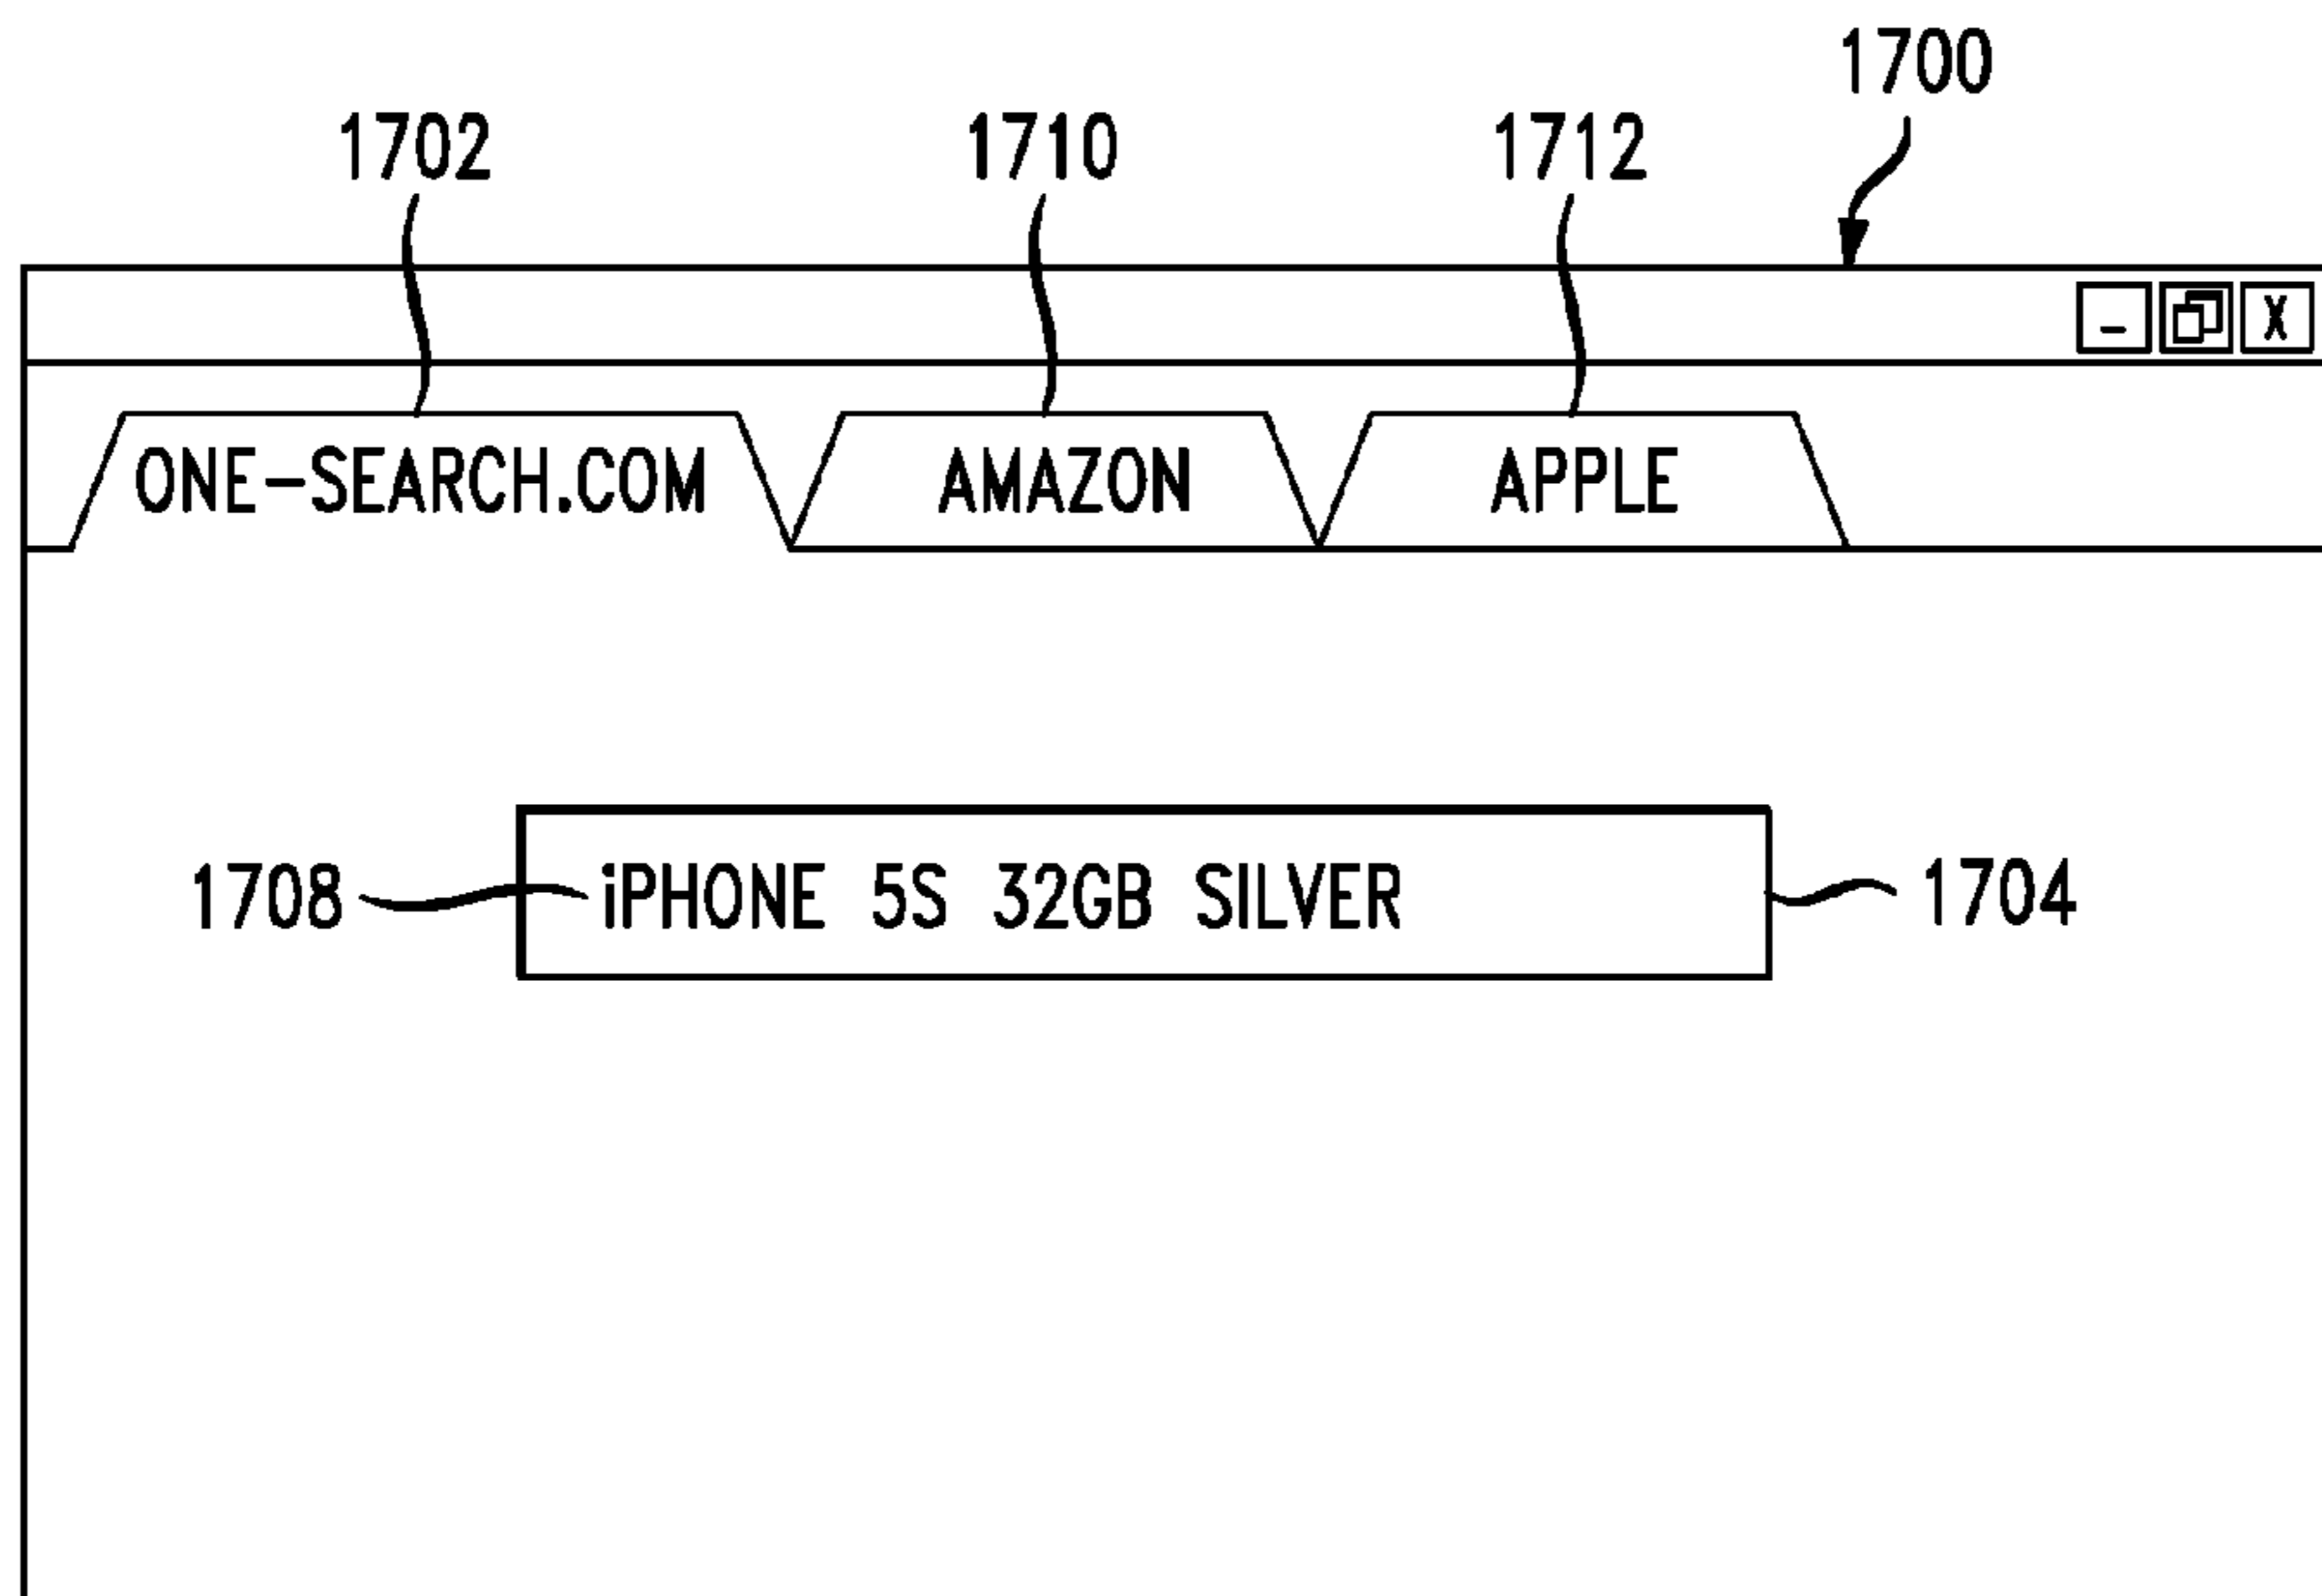 1700
1702 1710 1712
- X
ONE-SEARCH.COM AMAZON APPLE
1708 iPHONE 5S 32GB SILVER 1704